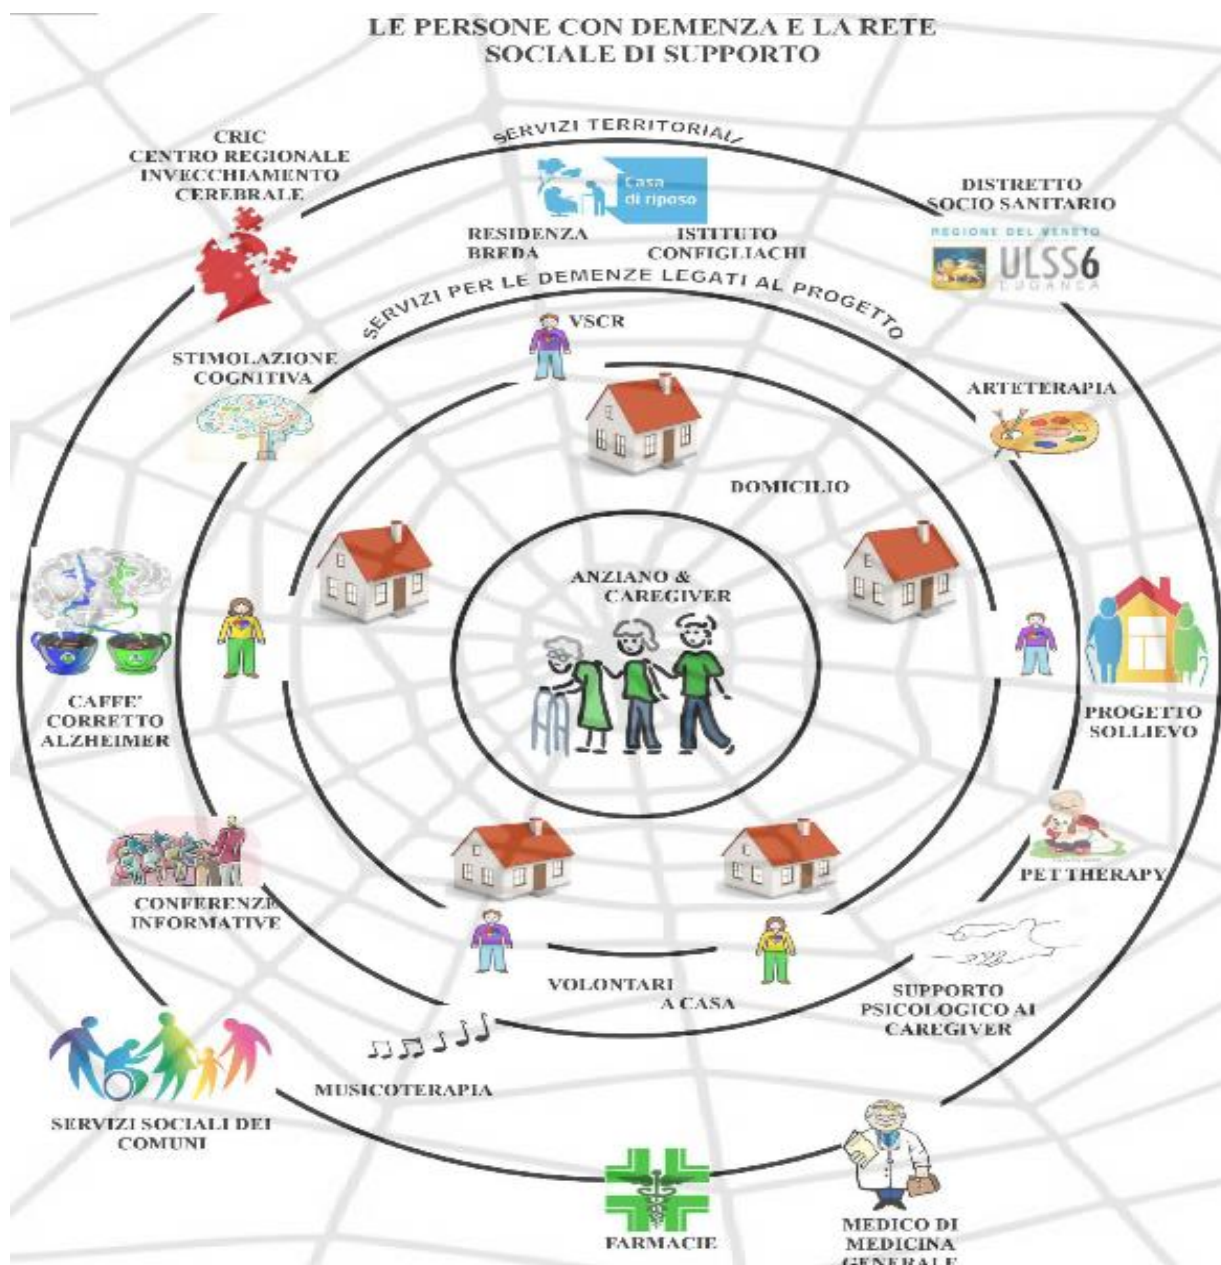 LE PERSONE CON DEMENZA E LA RETE
SOCIALE DI SUPPORTO
SERVIZI TERRITORIALI
CRIC
CENTRO REGIONALE
INVECCHIAMENTO
CEREBRALE
Casa
di riposo
RESIDENZA
BREDA
ISTITUTO
CONFIGLIACHI
DISTRETTO
SOCIO SANITARIO
REGIONE DEL VENETO
ULSS6
EUGANEA
SERVIZI PER LE DEMENZE LEGATI AL PROGETTO
VSCR
STIMOLAZIONE
COGNITIVA
ARTETERAPIA
DOMICILIO
ANZIANO &
CAREGIVER
CAFFE'
CORRETTO
ALZHEIMER
PROGETTO
SOLLIEVO
PET THERAPY
CONFERENZE
INFORMATIVE
VOLONTARI
A CASA
SUPPORTO
PSICOLOGICO AI
CAREGIVER
MUSICOTERAPIA
SERVIZI SOCIALI DEI
COMUNI
FARMACIE
MEDICO DI
MEDICINA
GENERALE